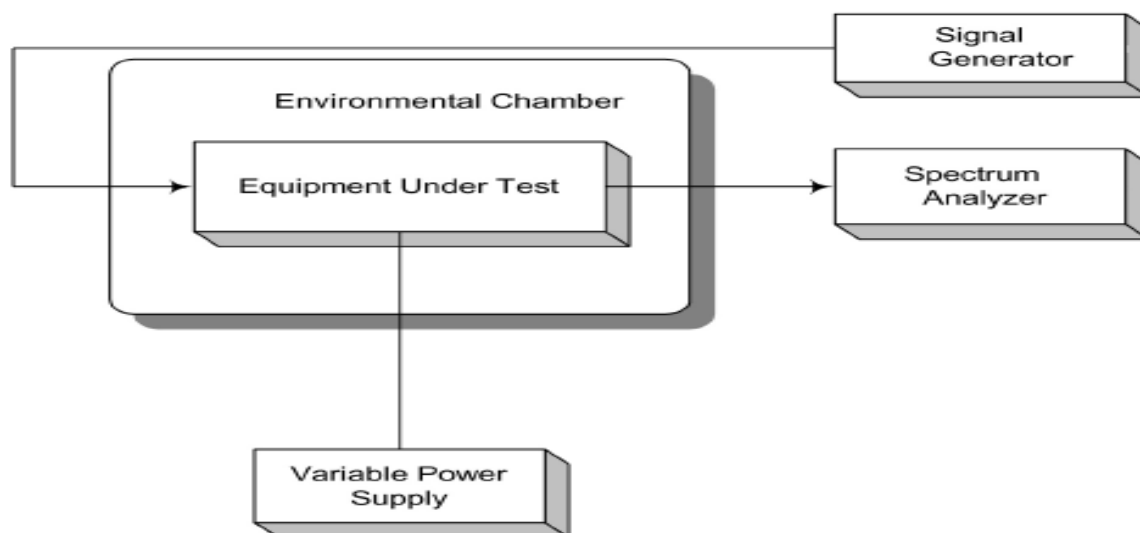 Signal
Generator
Environmental Chamber
Equipment Under Test
Spectrum
Analyzer
Variable Power
Supply